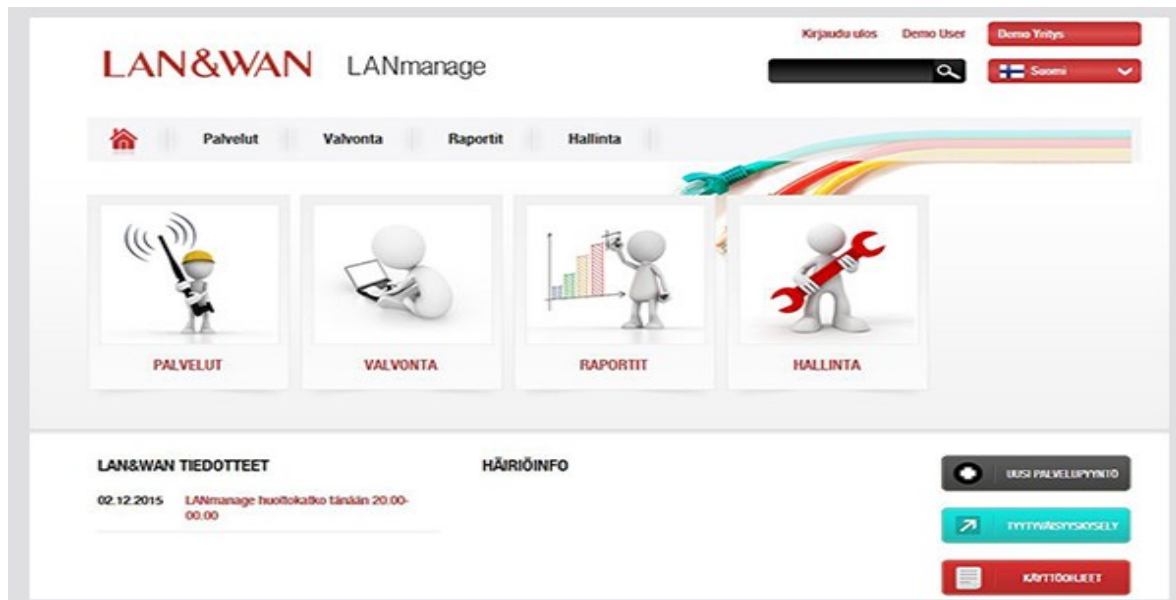 Kirjaudu ulos Demo User Demo Yritys
LAN&WAN LANmanage
Suomi
Palvelut Valvonta Raportit Hallinta
PALVELUT VALVONTA RAPORTIT HALLINTA
LAN&WAN TIEDOTTEET
02.12.2015 LANmanage huoltokatko tänään 20.00-
00.00
HÄIRIÖINFO
UUSI PALVELUPYYNTÖ
TYYTYVÄISYYSKYSELY
KÄYTTÖOHJEET